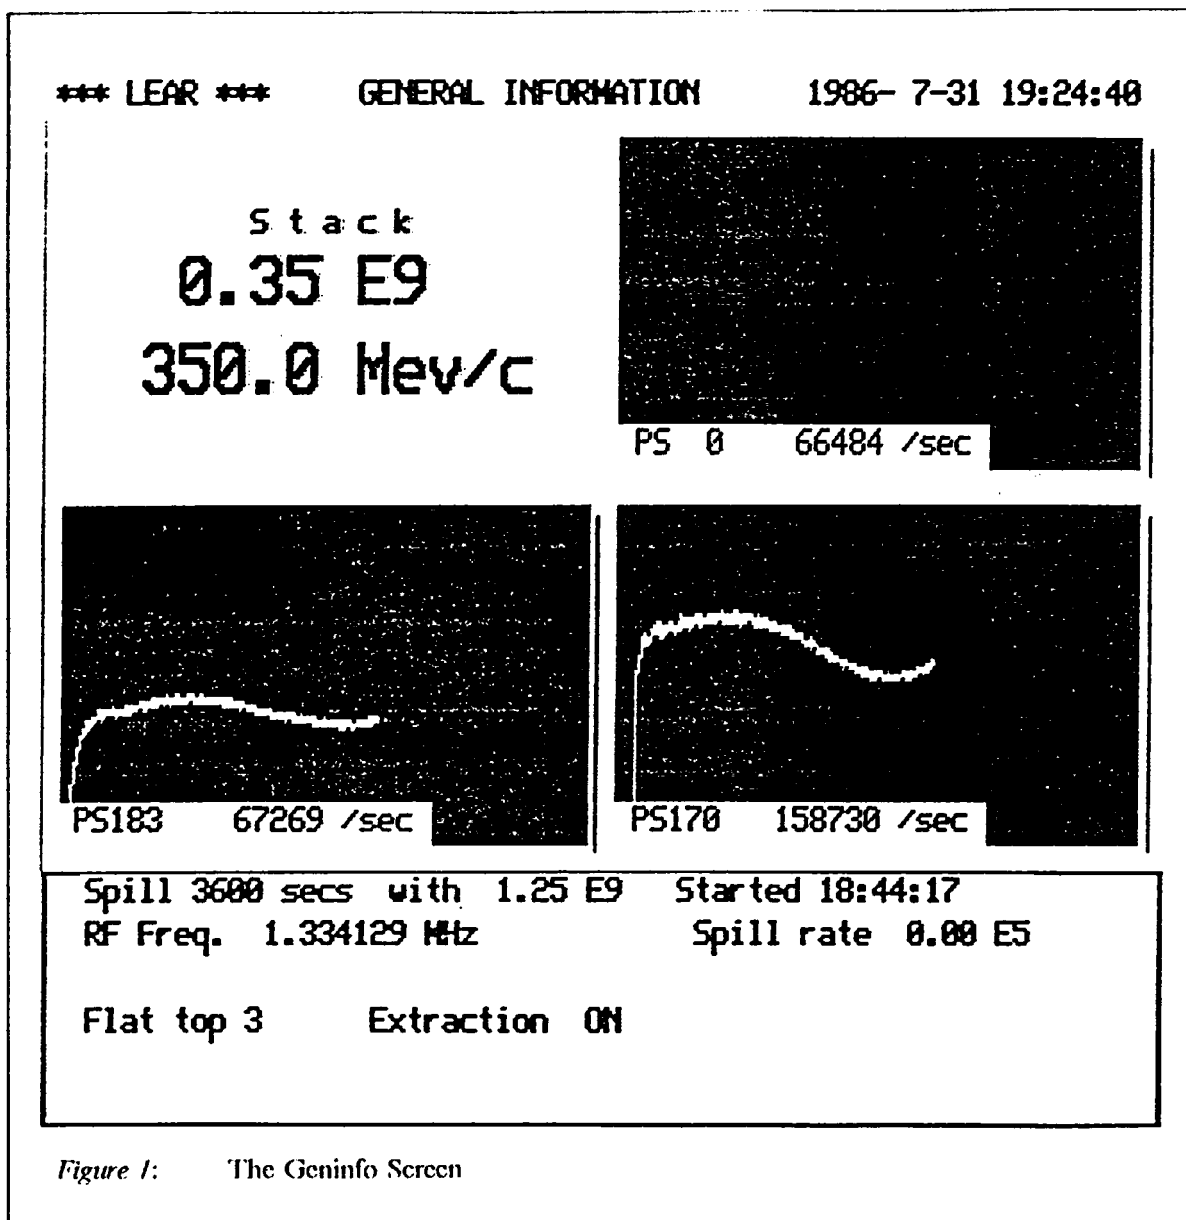 *** LEAR *** GENERAL INFORMATION 1986- 7-31 19:24:40
Stack
0.35 E9
350.0 Mev/c
PS 0 66484 /sec
PS183 67269 /sec
PS170 158730 /sec
Spill 3600 secs with 1.25 E9 Started 18:44:17
RF Freq. 1.334129 MHz Spill rate 0.00 E5
Flat top 3 Extraction ON
Figure 1: The Geninfo Screen